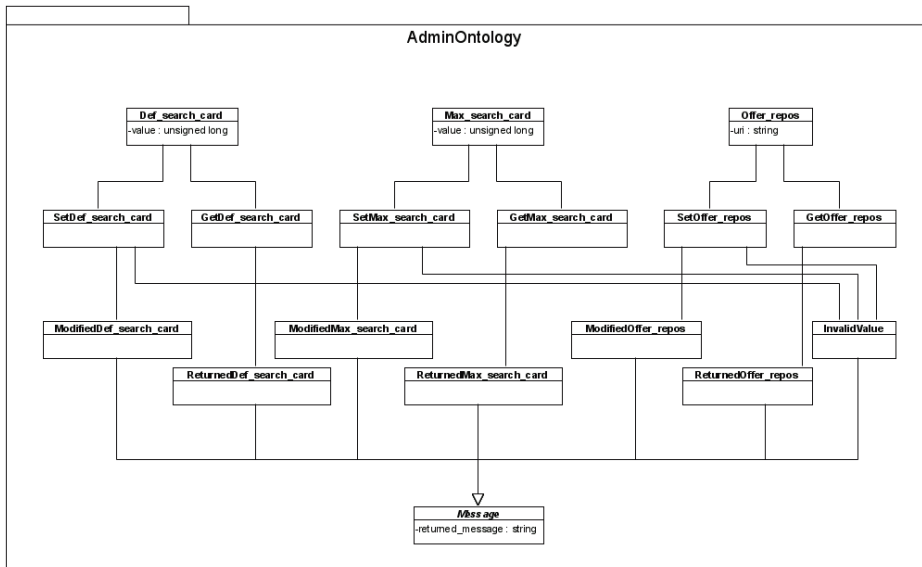 AdminOntology
Def_search_card
-value : unsigned long
Max_search_card
-value : unsigned long
Offer_repos
-uri : string
SetDef_search_card
GetDef_search_card
SetMax_search_card
GetMax_search_card
SetOffer_repos
GetOffer_repos
ModifiedDef_search_card
ModifiedMax_search_card
ModifiedOffer_repos
InvalidValue
ReturnedDef_search_card
ReturnedMax_search_card
ReturnedOffer_repos
Message
-returned_message : string